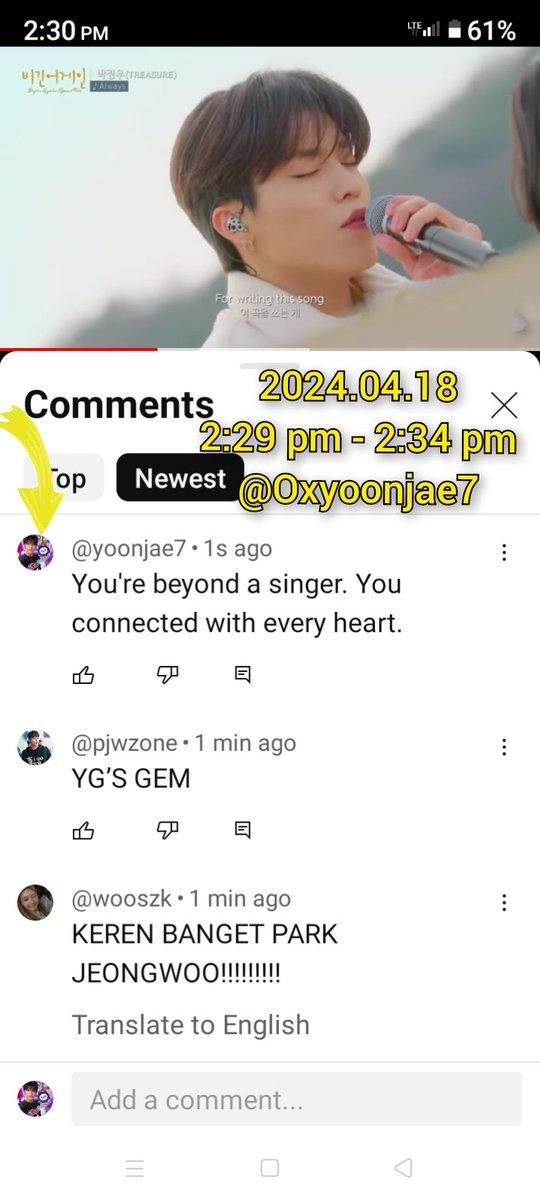 2:30 PM
LTE 61%
비긴어게인 박정우(TREASURE)
Begin Again Open Mic ♪Always
For writing this song
이 곡을 쓰는 게
2024.04.18
Comments
2:29 pm - 2:34 pm
Top Newest @Oxyoonjae7
@yoonjae7 • 1s ago
You're beyond a singer. You
connected with every heart.
@pjwzone • 1 min ago
YG'S GEM
@wooszk • 1 min ago
KEREN BANGET PARK
JEONGWOO!!!!!!!!!
Translate to English
Add a comment...